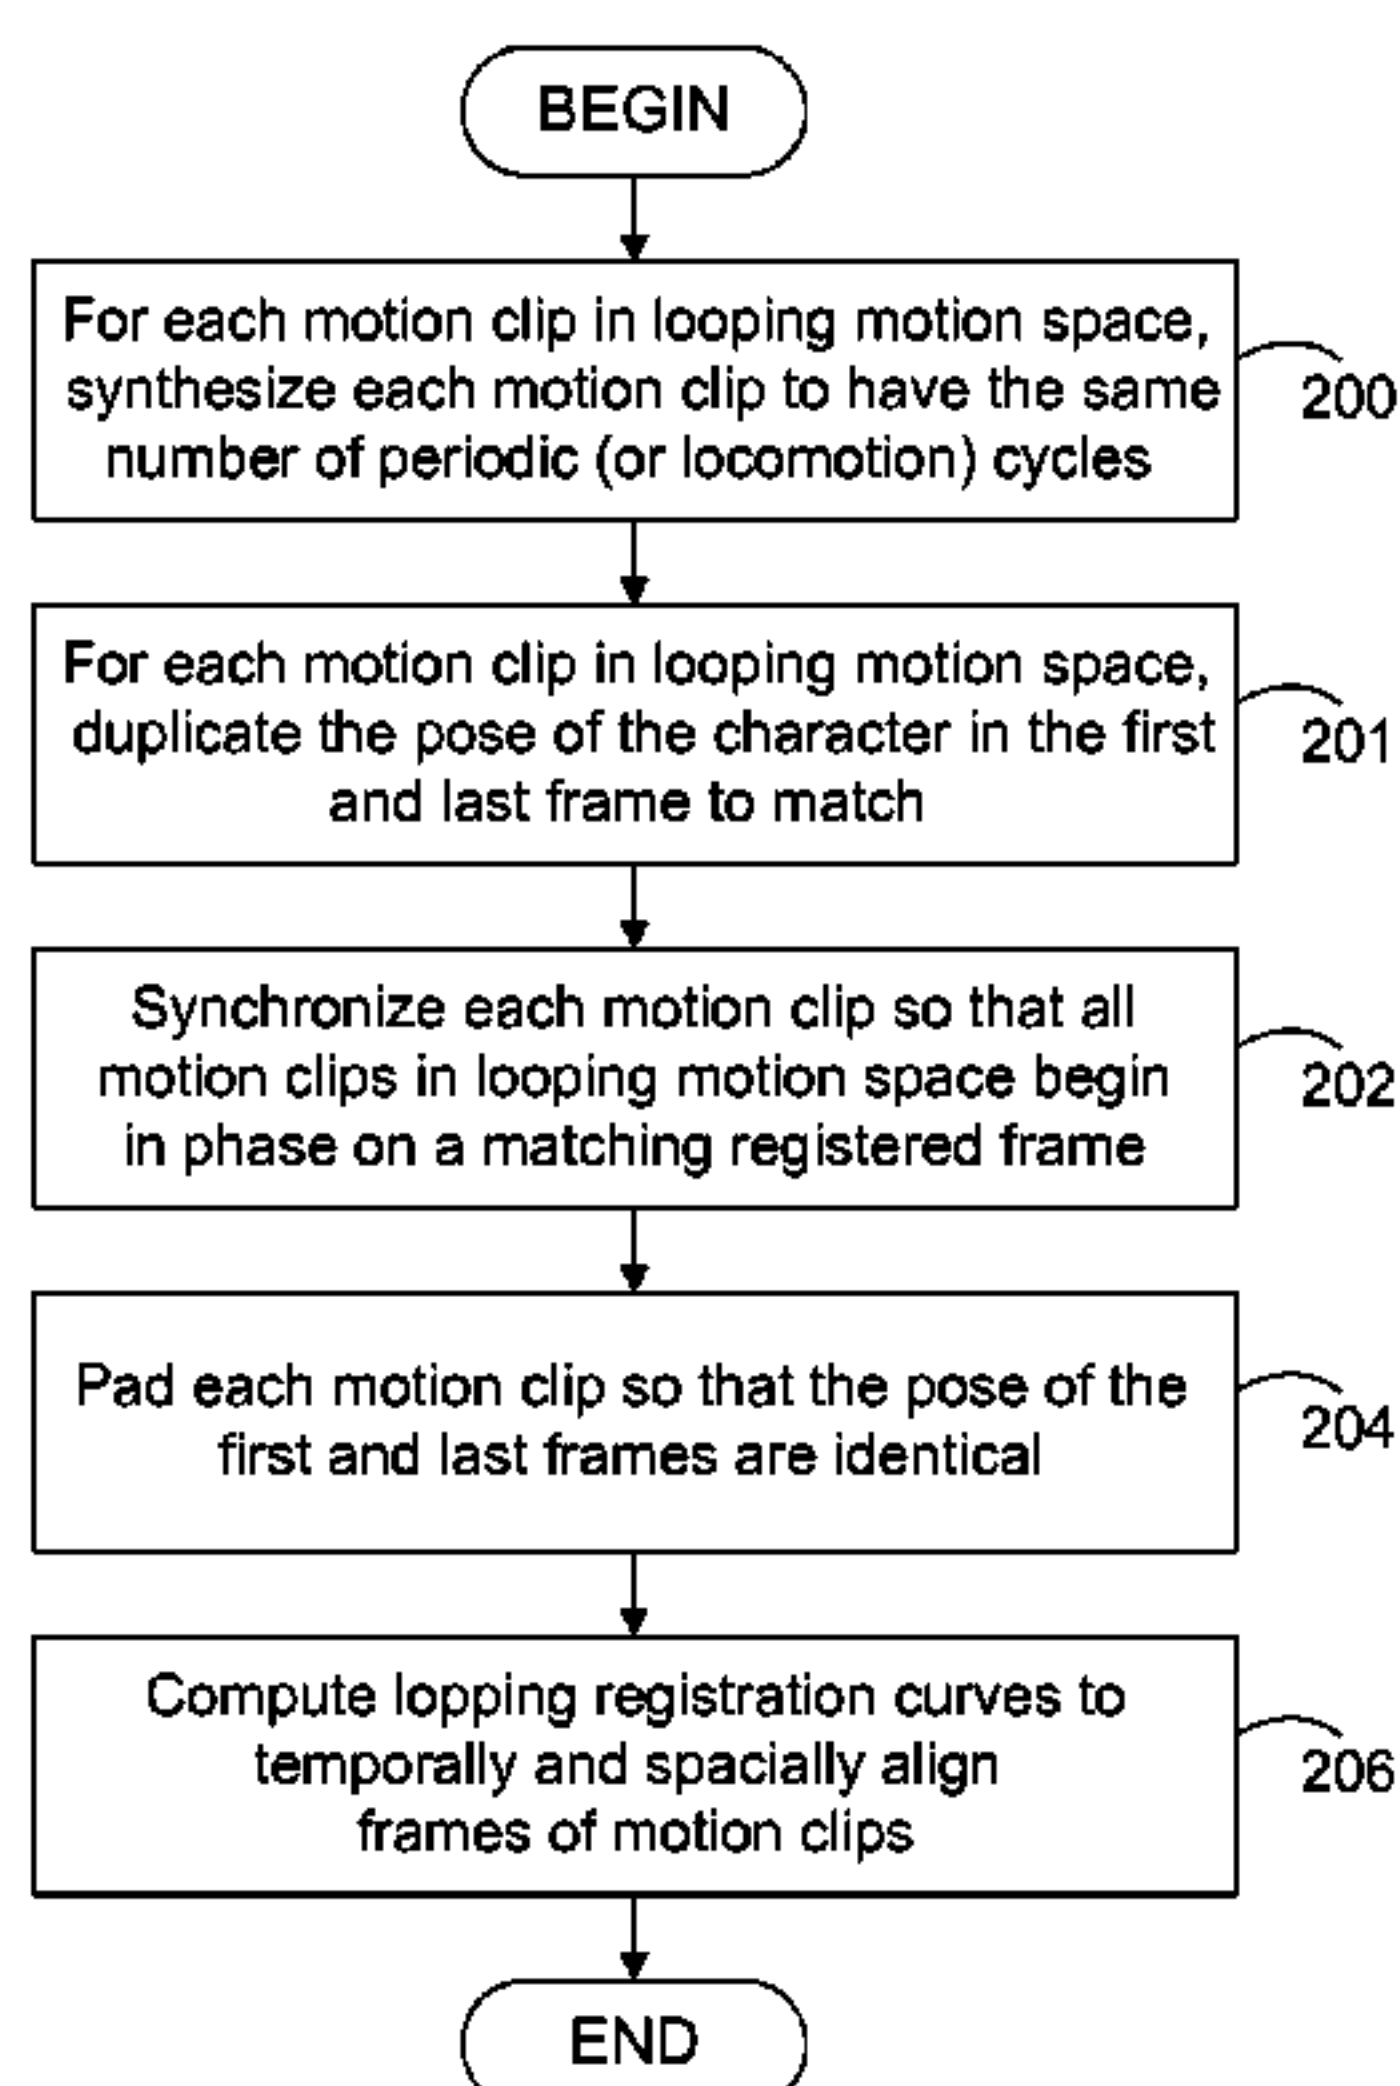 BEGIN
For each motion clip in looping motion space,
synthesize each motion clip to have the same
number of periodic (or locomotion) cycles
200
For each motion clip in looping motion space,
duplicate the pose of the character in the first
and last frame to match
201
Synchronize each motion clip so that all
motion clips in looping motion space begin
in phase on a matching registered frame
202
Pad each motion clip so that the pose of the
first and last frames are identical
204
Compute lopping registration curves to
temporally and spacially align
frames of motion clips
206
END